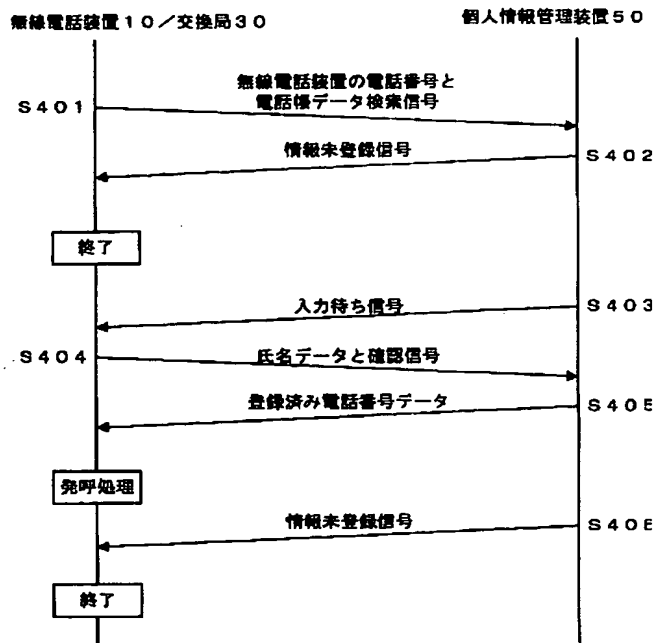 無線電話装置10／交換局30
個人情報管理装置50
無線電話装置の電話番号と
電話帳データ検索信号
S401
情報未登録信号
S402
終了
入力待ち信号
S403
S404
氏名データと確認信号
登録済み電話番号データ
S405
発呼処理
情報未登録信号
S406
終了